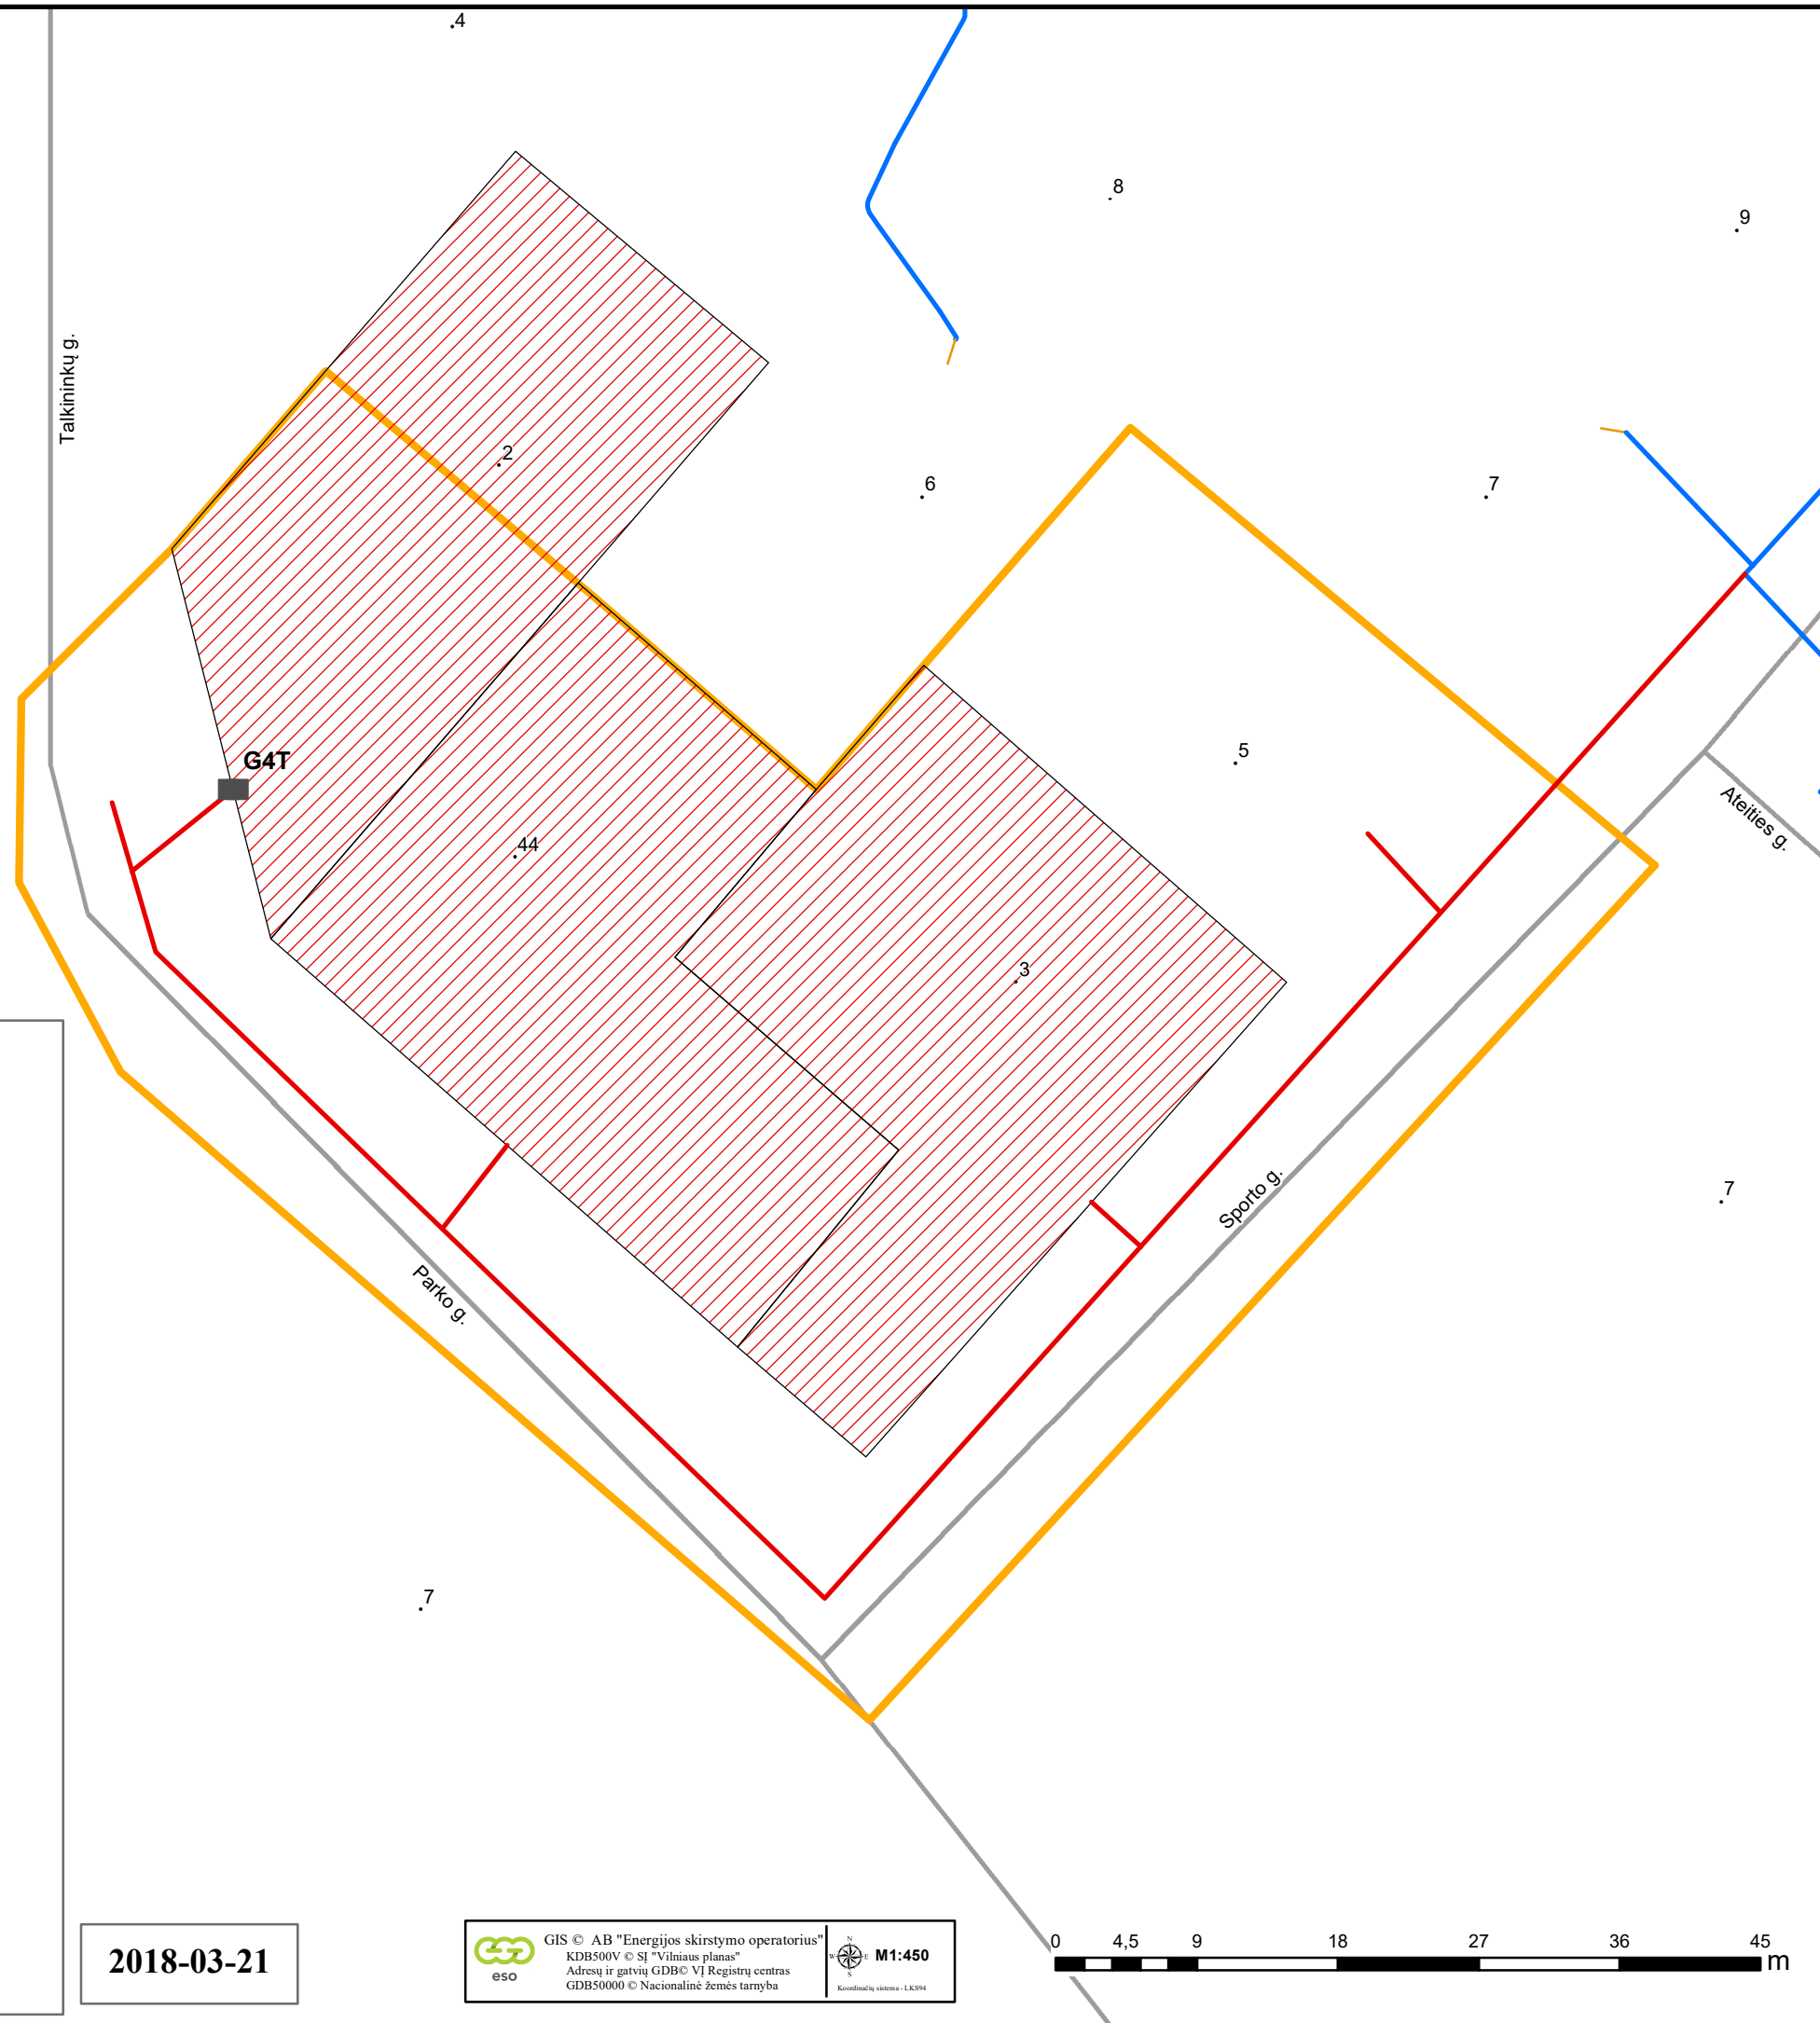 4
8
9
Talkininkų g.
2
6
7
5
G4T
Ateities g.
44
3
7
Sporto g.
Parko g.
7
2018-03-21
eso
GIS © AB "Energijos skirstymo operatorius"
KDB500V © SĮ "Vilniaus planas"
Adresų ir gatvių GDB© VĮ Registrų centras
GDB50000 © Nacionalinė žemės tarnyba
N
W E
S
M1:450
Koordinačių sistema - LKS94
0 4,5 9 18 27 36 45 m